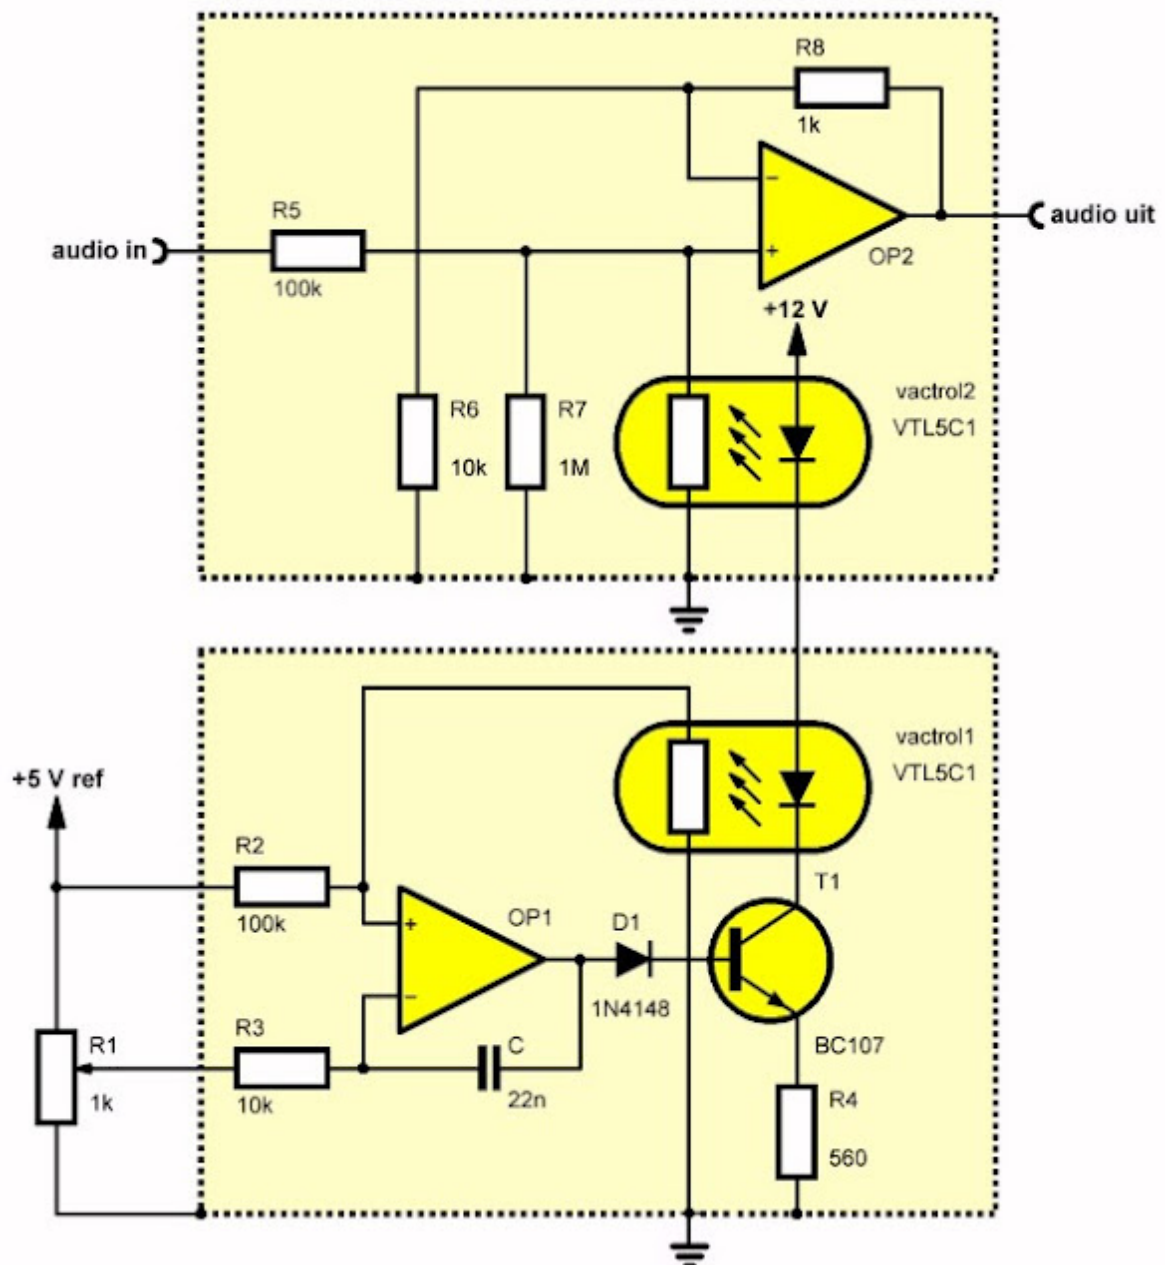 R8
1k
−
+
OP2
audio uit
R5
100k
audio in
+12 V
R6
10k
R7
1M
vactrol2
VTL5C1
vactrol1
VTL5C1
+5 V ref
R2
100k
+
−
OP1
D1
1N4148
T1
BC107
R1
1k
R3
10k
C
22n
R4
560